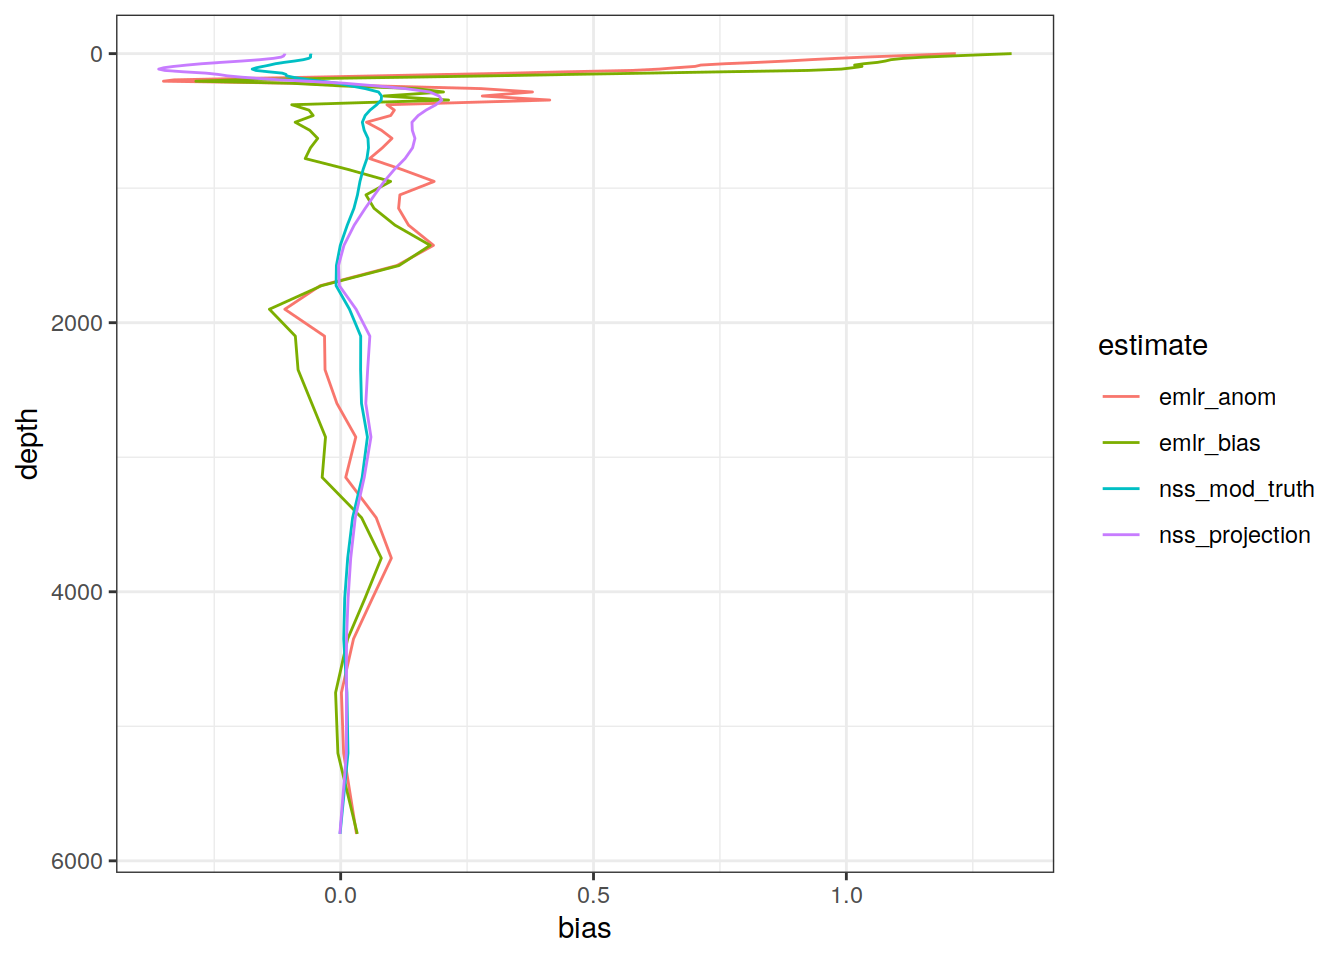 0
2000
4000
6000
depth
0.0
0.5
1.0
bias
estimate
emlr_anom
emlr_bias
nss_mod_truth
nss_projection